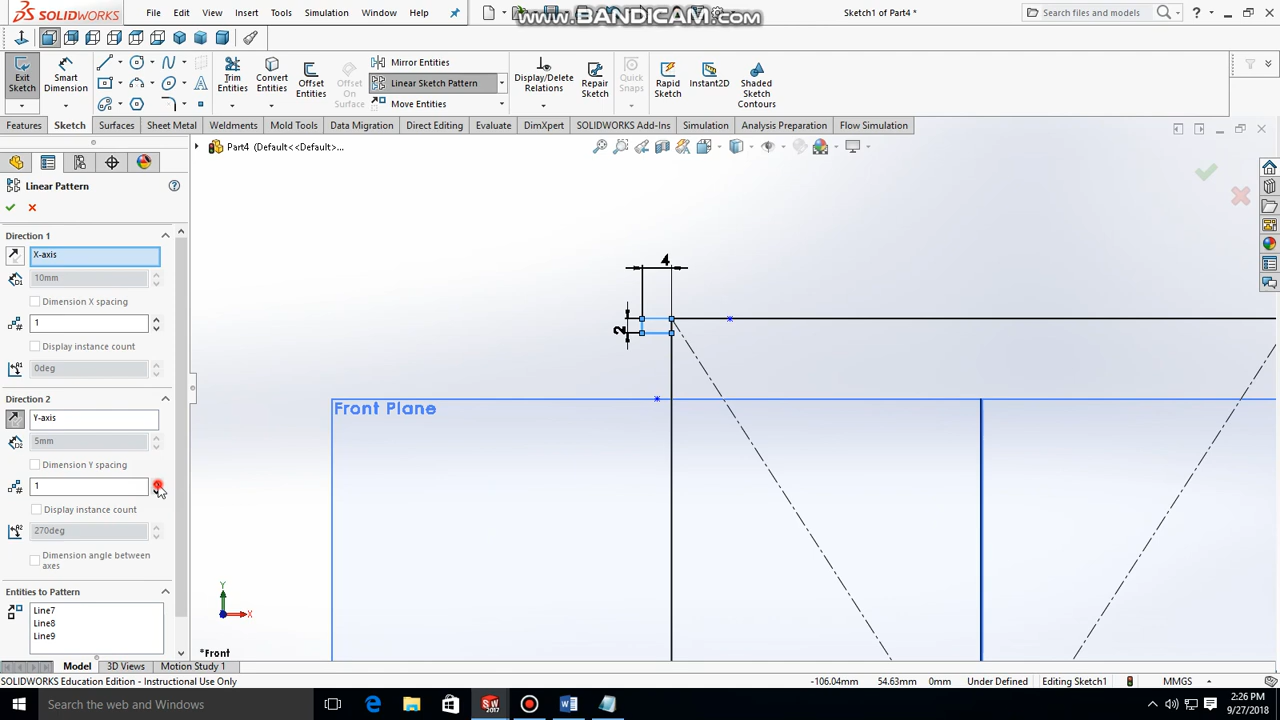 SOLIDWORKS File Edit View Insert Tools Simulation Window Help Sketch1 of Part4 * Search files and models
www.BANDICAM.com
Exit Sketch Smart Dimension Trim Entities Convert Entities Offset Entities Offset On Surface Mirror Entities Linear Sketch Pattern Move Entities Display/Delete Relations Repair Sketch Quick Snaps Rapid Sketch Instant2D Shaded Sketch Contours
Features Sketch Surfaces Sheet Metal Weldments Mold Tools Data Migration Direct Editing Evaluate DimXpert SOLIDWORKS Add-Ins Simulation Analysis Preparation Flow Simulation
Part4 (Default<<Default>...
Linear Pattern
Direction 1
X-axis
10mm
Dimension X spacing
1
Display instance count
0deg
Direction 2
Y-axis
5mm
Dimension Y spacing
1
Display instance count
270deg
Dimension angle between
axes
Entities to Pattern
Line7
Line8
Line9
4
2
Front Plane
Y
X
*Front
Model 3D Views Motion Study 1
SOLIDWORKS Education Edition - Instructional Use Only -106.04mm 54.63mm 0mm Under Defined Editing Sketch1 MMGS
Search the web and Windows
2:26 PM
9/27/2018